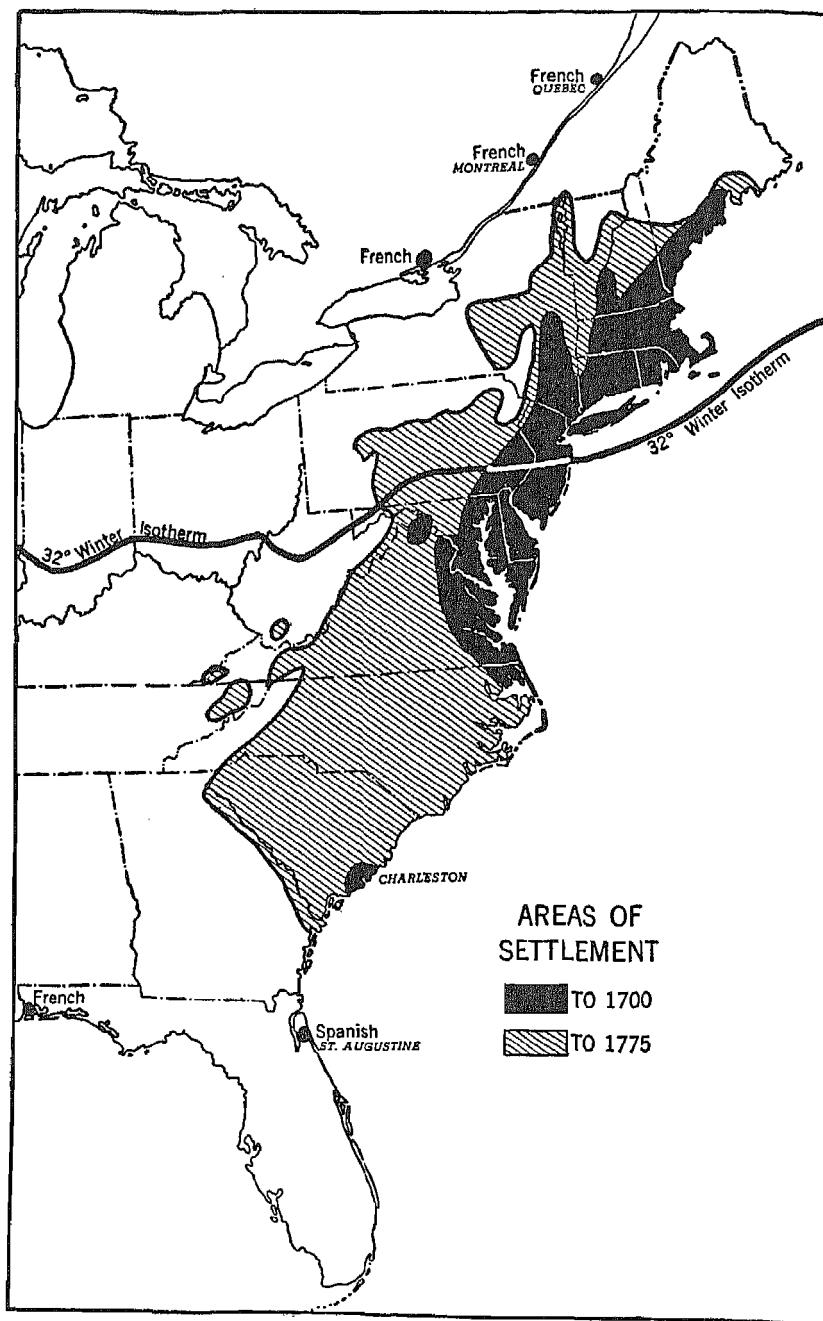 French
QUEBEC
French
MONTREAL
French
32° Winter Isotherm
32° Winter Isotherm
CHARLESTON
AREAS OF
SETTLEMENT
TO 1700
TO 1775
French
Spanish
ST. AUGUSTINE